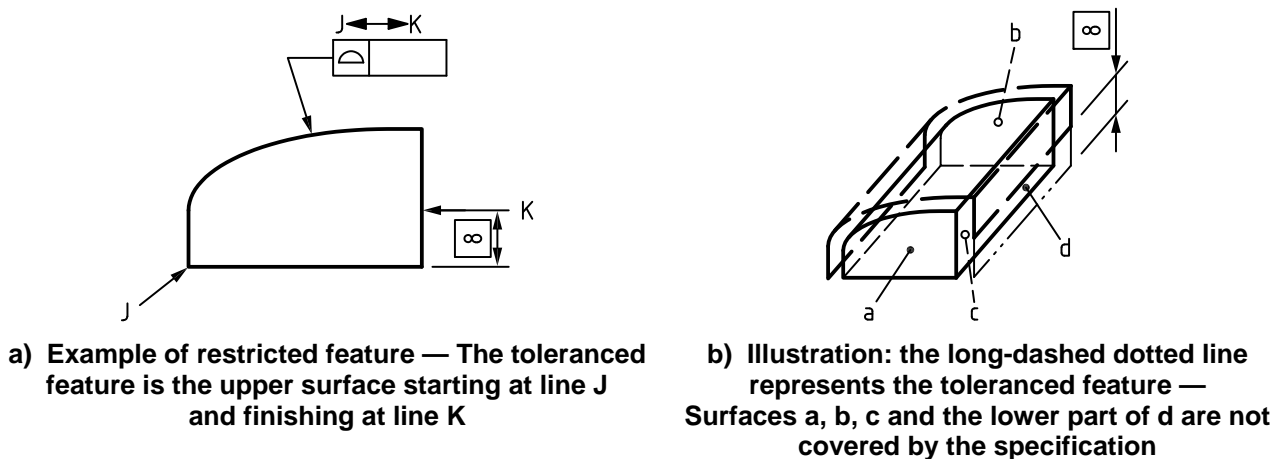 J K
K
8
J
b
8
d
a
c
a) Example of restricted feature — The toleranced
feature is the upper surface starting at line J
and finishing at line K
b) Illustration: the long-dashed dotted line
represents the toleranced feature —
Surfaces a, b, c and the lower part of d are not
covered by the specification